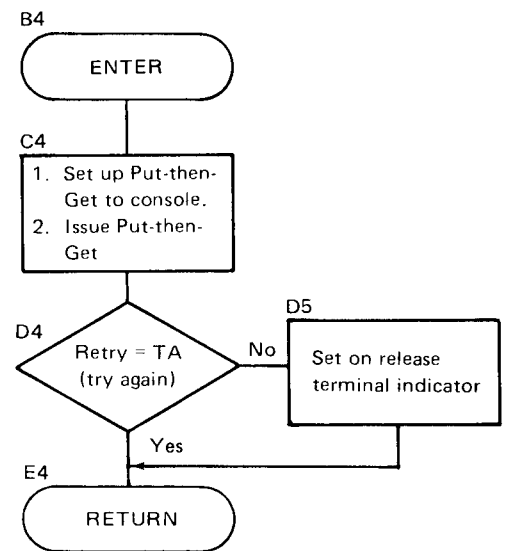 B4
ENTER
C4
1. Set up Put-then-
Get to console.
2. Issue Put-then-
Get
D4
Retry = TA
(try again)
No
D5
Set on release
terminal indicator
Yes
E4
RETURN